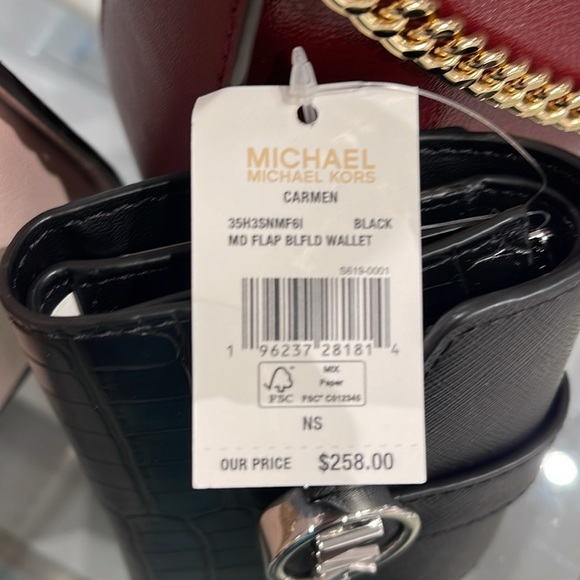 MICHAEL
MICHAEL KORS
CARMEN
35H3SNMF6I BLACK
MD FLAP BLFLD WALLET
S619-0001
1 96237 28181 4
FSC
MIX
Paper
FSC® C012345
NS
OUR PRICE $258.00